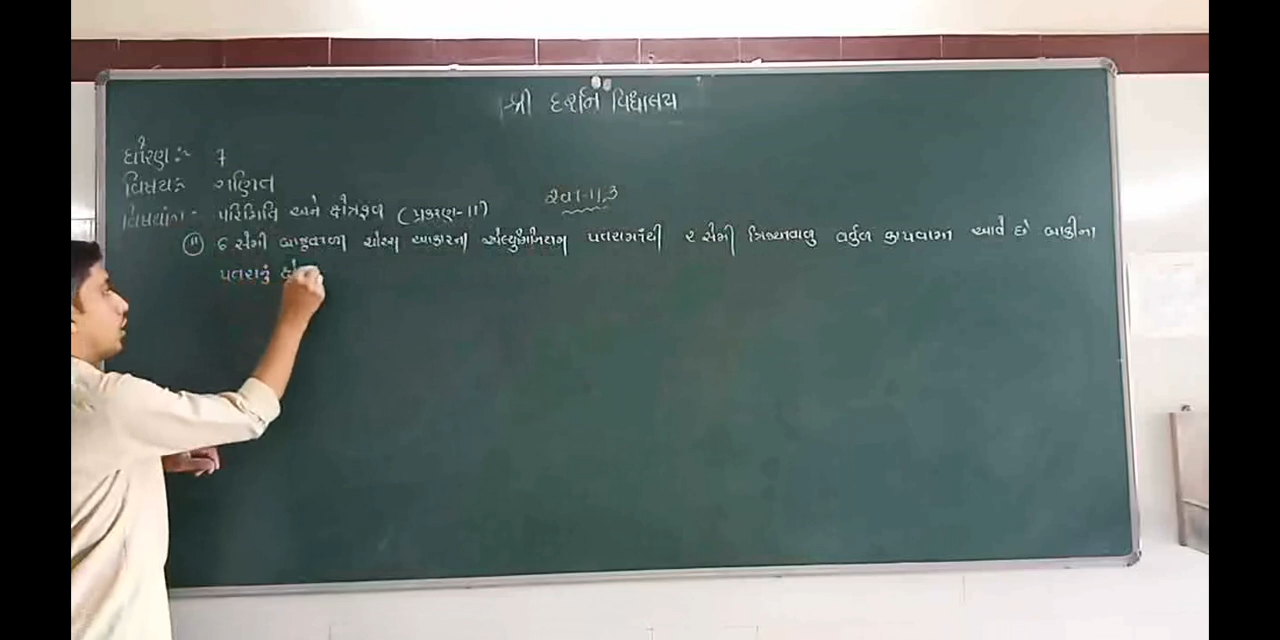 શ્રી દર્શન વિદ્યાલય
ધોરણ :- 7
વિષય :- ગણિત
વિષયાંગ :- પરિમિતિ અને ક્ષેત્રફળ (પ્રકરણ-11) સ્વા-11.3
(11) 6 સેમી બાજુવાળા ચોરસ આકારના એલ્યુમિનિયમ પતરામાંથી 2 સેમી ત્રિજ્યાવાળુ વર્તુળ કાપવામા આવે છે બાકીના
પતરાનું